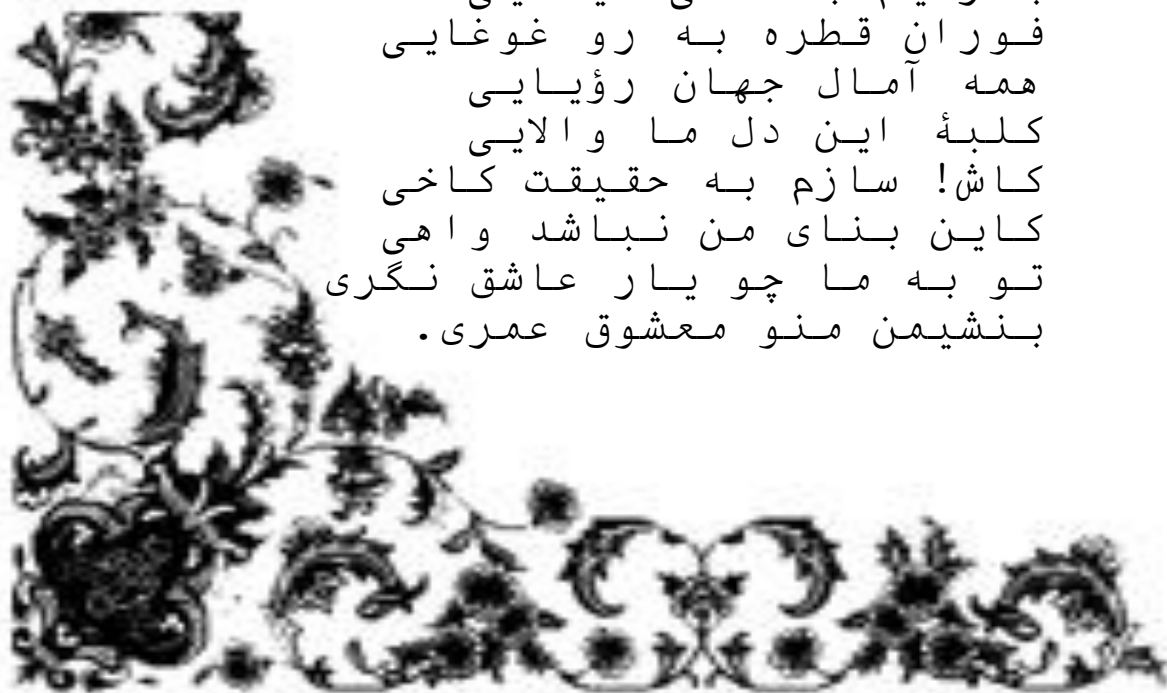 فوران قطره به رو غوغایی
همه آمال جهان رؤیایی
کلبهٔ این دل ما والایی
کاش! سازم به حقیقت کاخی
کاین بنای من نباشد واهی
تو به ما چو یار عاشق نگری
بنشیمن منو معشوق عمری.